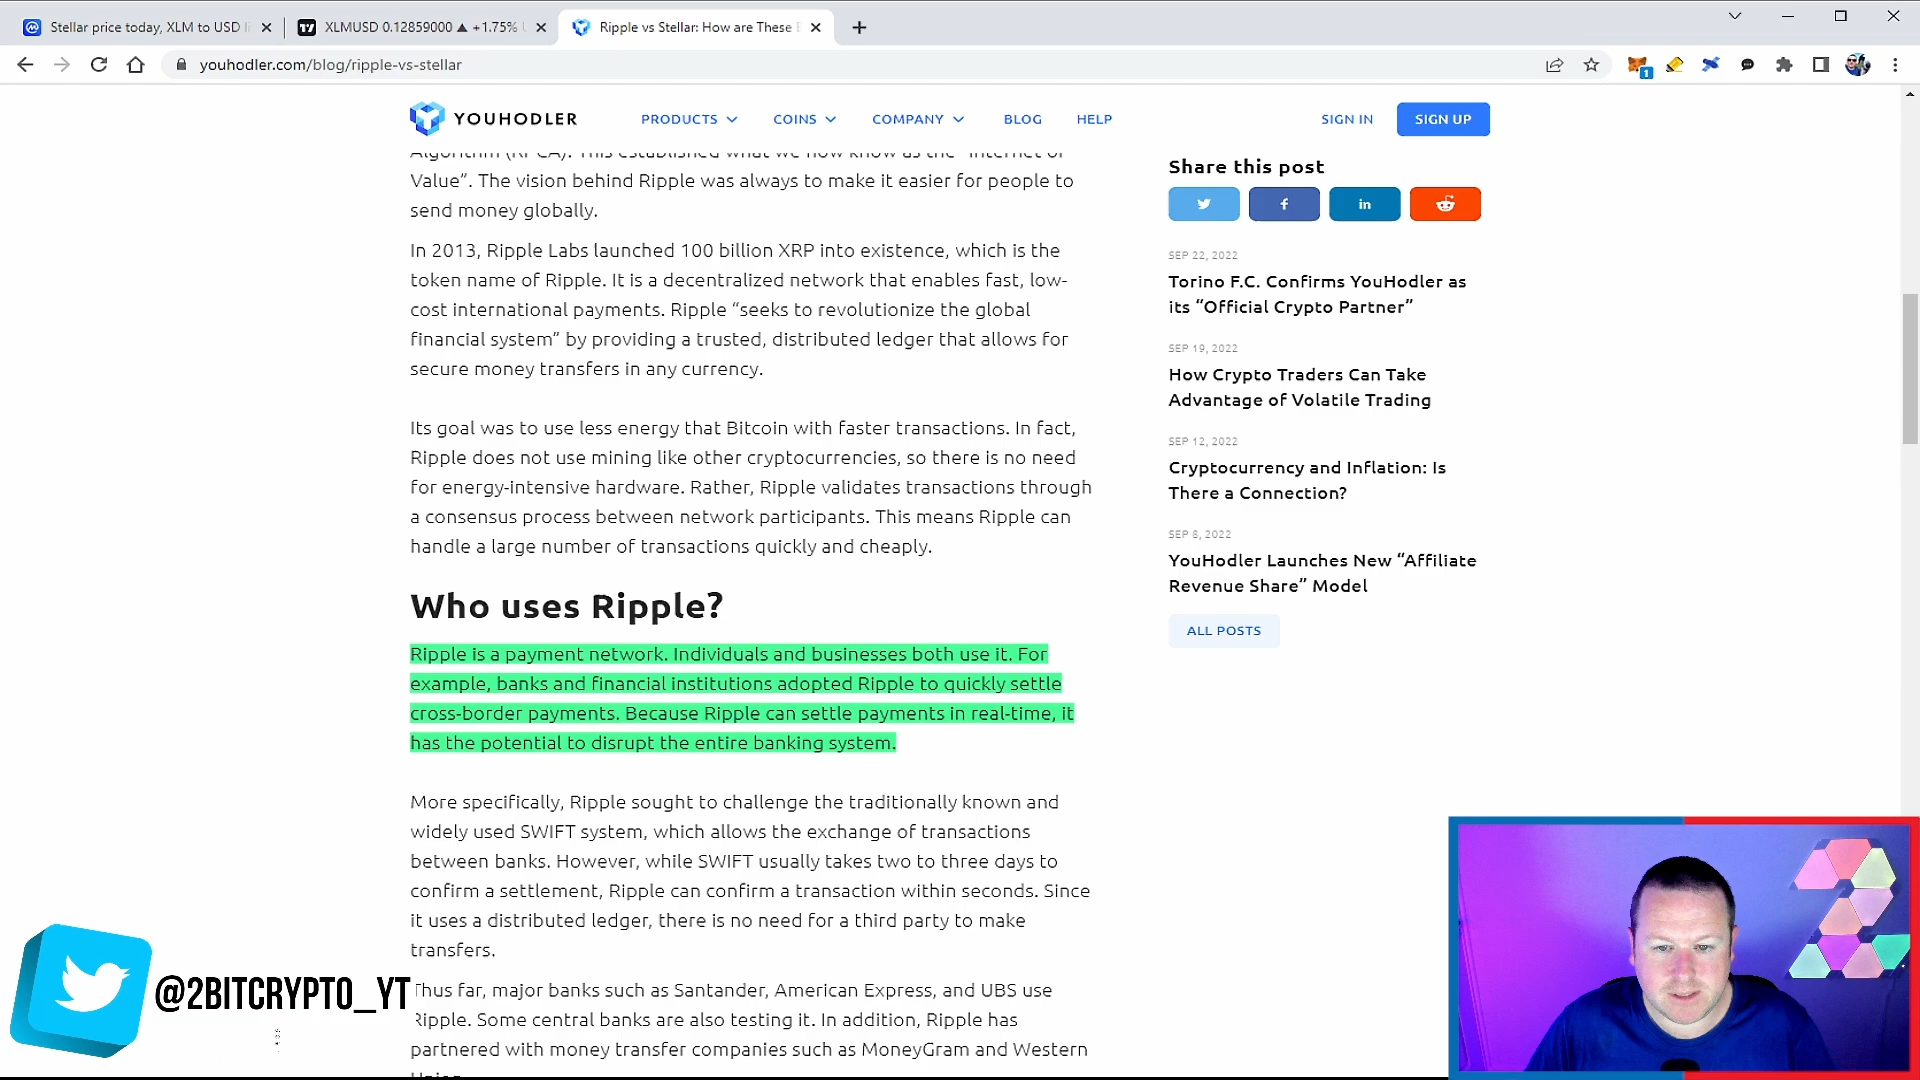 Stellar price today, XLM to USD li
XLMUSD 0.12859000 ▲ +1.75%
Ripple vs Stellar: How are These B
youhodler.com/blog/ripple-vs-stellar
1
YOUHODLER
PRODUCTS
COINS
COMPANY
BLOG
HELP
SIGN IN
SIGN UP
Algorithm (RPCA). This established what we now know as the “Internet of
Value”. The vision behind Ripple was always to make it easier for people to
send money globally.
In 2013, Ripple Labs launched 100 billion XRP into existence, which is the
token name of Ripple. It is a decentralized network that enables fast, low-
cost international payments. Ripple “seeks to revolutionize the global
financial system” by providing a trusted, distributed ledger that allows for
secure money transfers in any currency.
Its goal was to use less energy that Bitcoin with faster transactions. In fact,
Ripple does not use mining like other cryptocurrencies, so there is no need
for energy-intensive hardware. Rather, Ripple validates transactions through
a consensus process between network participants. This means Ripple can
handle a large number of transactions quickly and cheaply.
Who uses Ripple?
Ripple is a payment network. Individuals and businesses both use it. For
example, banks and financial institutions adopted Ripple to quickly settle
cross-border payments. Because Ripple can settle payments in real-time, it
has the potential to disrupt the entire banking system.
More specifically, Ripple sought to challenge the traditionally known and
widely used SWIFT system, which allows the exchange of transactions
between banks. However, while SWIFT usually takes two to three days to
confirm a settlement, Ripple can confirm a transaction within seconds. Since
it uses a distributed ledger, there is no need for a third party to make
transfers.
Thus far, major banks such as Santander, American Express, and UBS use
Ripple. Some central banks are also testing it. In addition, Ripple has
partnered with money transfer companies such as MoneyGram and Western
Union.
Share this post
SEP 22, 2022
Torino F.C. Confirms YouHodler as
its “Official Crypto Partner”
SEP 19, 2022
How Crypto Traders Can Take
Advantage of Volatile Trading
SEP 12, 2022
Cryptocurrency and Inflation: Is
There a Connection?
SEP 8, 2022
YouHodler Launches New “Affiliate
Revenue Share” Model
ALL POSTS
@2BITCRYPTO_YT